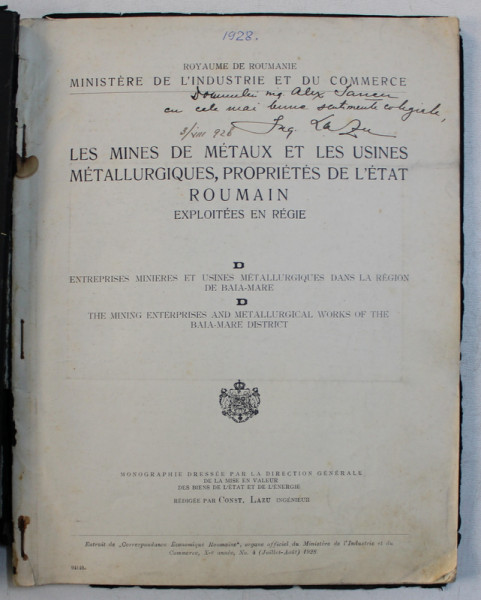 1928.
ROYAUME DE ROUMANIE
MINISTÈRE DE L'INDUSTRIE ET DU COMMERCE
Domnului ing. Alex.
cu cele mai bune sentimente colegiale,
Ing. Lazu
LES MINES DE MÉTAUX ET LES USINES
MÉTALLURGIQUES, PROPRIÉTÉS DE L'ÉTAT
ROUMAIN
EXPLOITÉES EN RÉGIE
D
ENTREPRISES MINIERES ET USINES MÉTALLURGIQUES DANS LA RÉGION
DE BAIA-MARE
D
THE MINING ENTERPRISES AND METALLURGICAL WORKS OF THE
BAIA-MARE DISTRICT
MONOGRAPHIE DRESSÉE PAR LA DIRECTION GÉNÉRALE
DE LA MISE EN VALEUR
DES BIENS DE L'ÉTAT ET DE L'ÉNERGIE
RÉDIGÉE PAR CONST. LAZU INGÉNIEUR
Extrait de „Correspondance Economique Roumaine", organe officiel du Ministère de l'Industrie et du
Commerce, X-e année, No. 4 (Juillet-Août) 1928